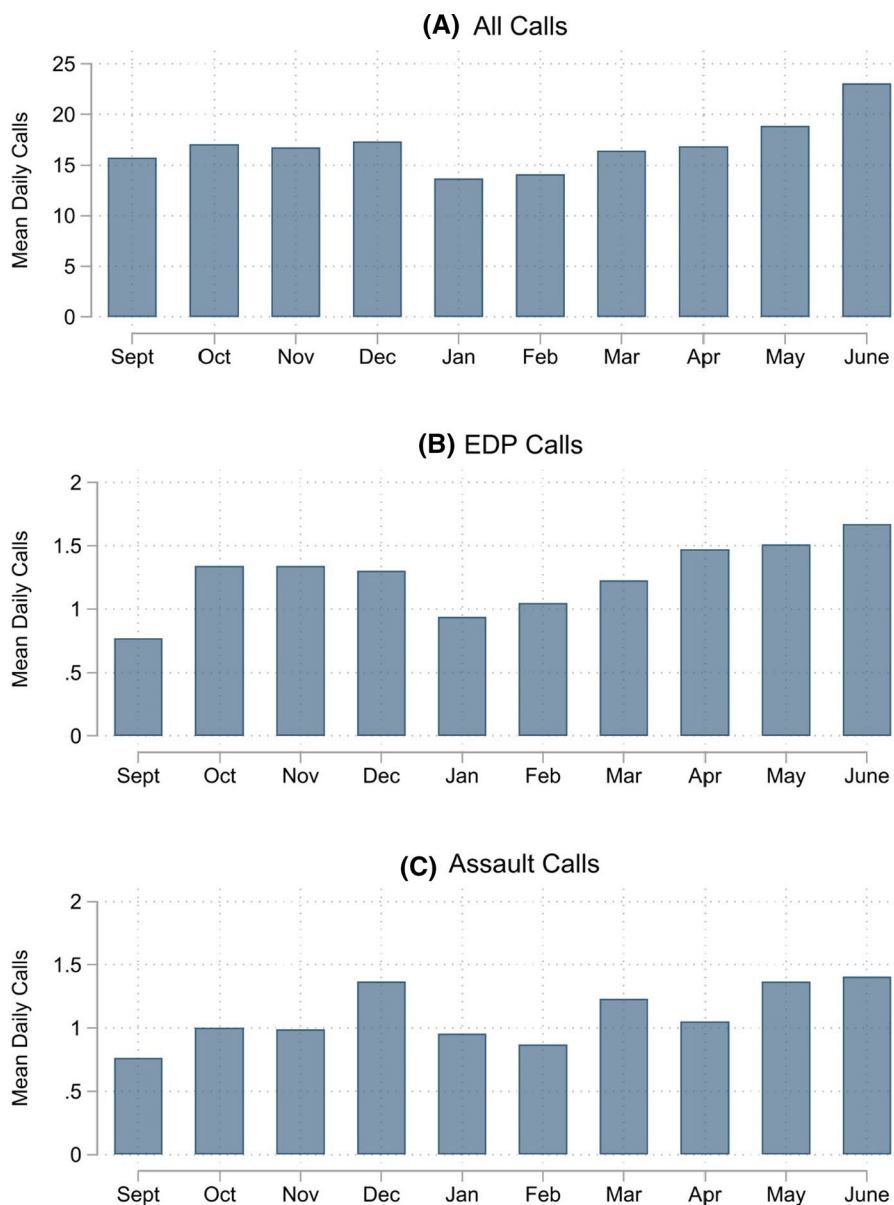 (A) All Calls
Mean Daily Calls
25
20
15
10
5
0
Sept Oct Nov Dec Jan Feb Mar Apr May June
(B) EDP Calls
Mean Daily Calls
2
1.5
1
.5
0
Sept Oct Nov Dec Jan Feb Mar Apr May June
(C) Assault Calls
Mean Daily Calls
2
1.5
1
.5
0
Sept Oct Nov Dec Jan Feb Mar Apr May June